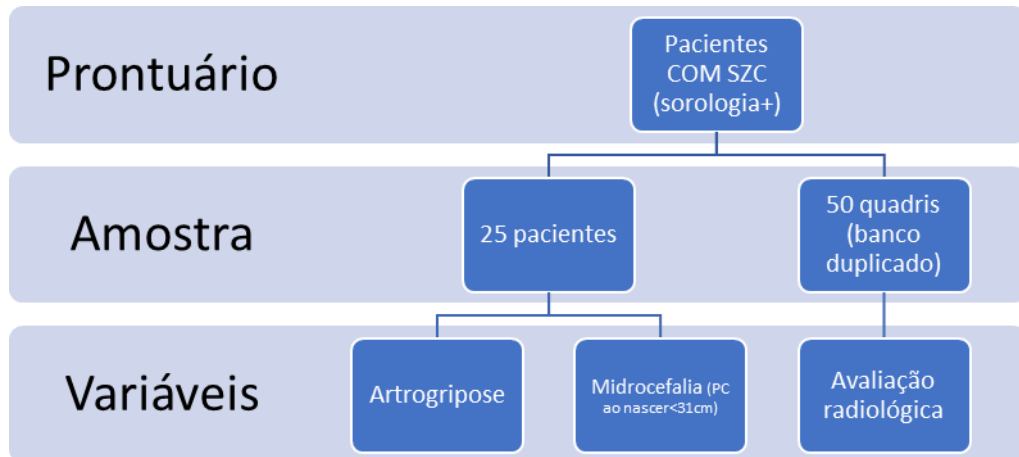 Prontuário
Pacientes
COM SZC
(sorologia+)
Amostra
25 pacientes
50 quadris
(banco
duplicado)
Variáveis
Artrogripose
Midrocefalia (PC
ao nascer<31cm)
Avaliação
radiológica